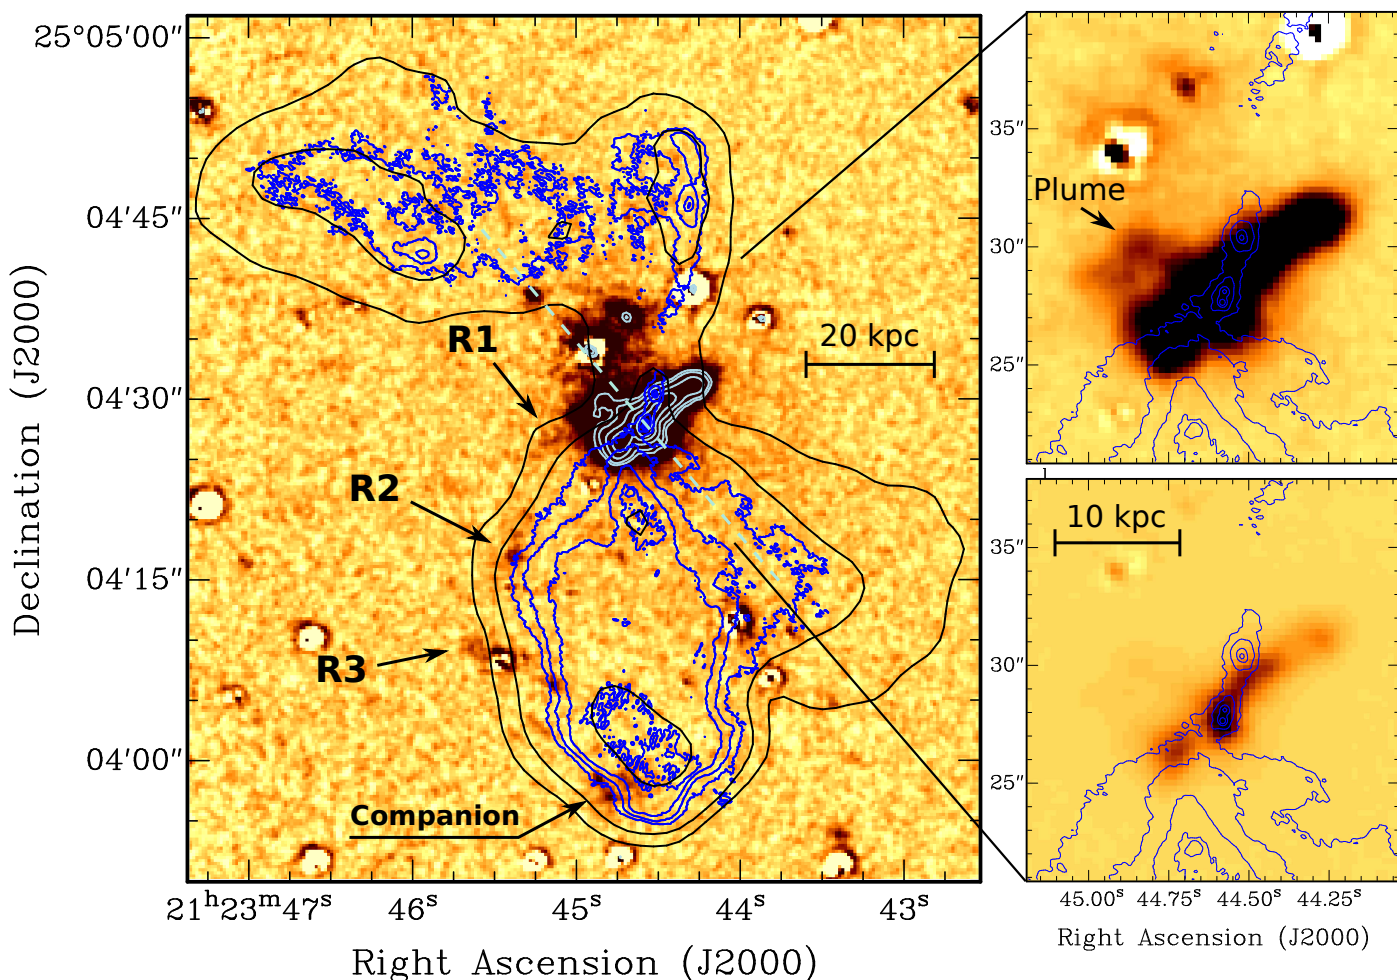 25°05′00″
04′45″
04′30″
04′15″
04′00″
Declination (J2000)
R1
R2
R3
Companion
20 kpc
21ʰ23ᵐ47ˢ
46ˢ
45ˢ
44ˢ
43ˢ
Right Ascension (J2000)
35″
Plume
30″
25″
10 kpc
35″
30″
25″
45.00ˢ
44.75ˢ
44.50ˢ
44.25ˢ
Right Ascension (J2000)